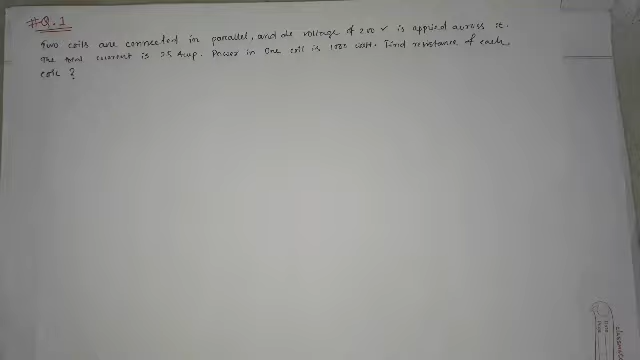 #Q.1
Two coils are connected in parallel, and dc voltage of 200 v is applied across it.
The total current is 25 Amp. Power in One coil is 1000 watt. Find resistance of each
coil ?